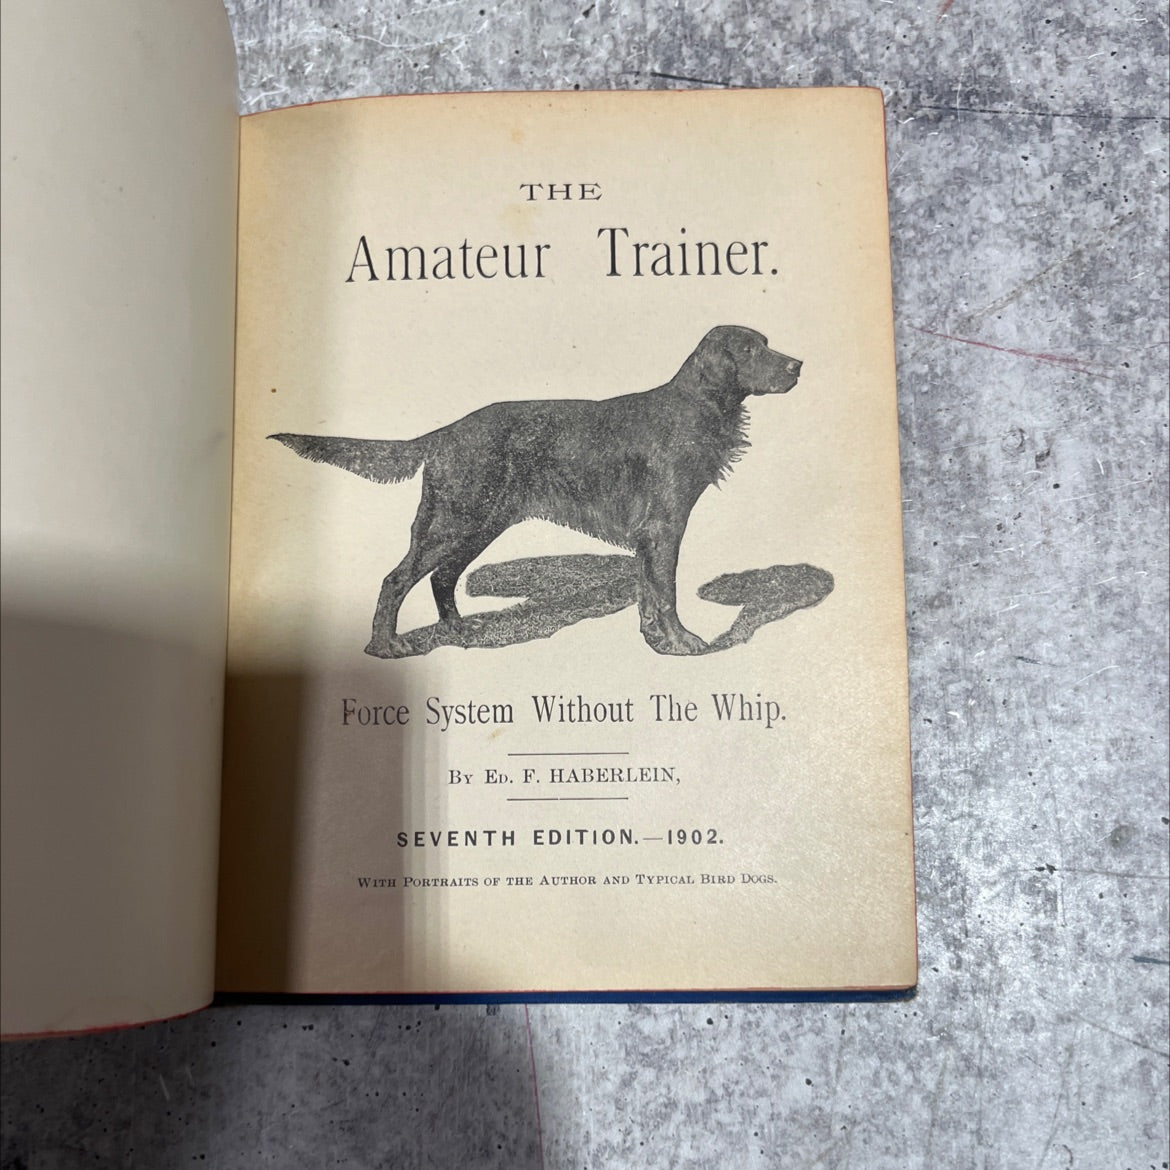 THE
Amateur Trainer.
Force System Without The Whip.
By Ed. F. HABERLEIN,
SEVENTH EDITION.—1902.
With Portraits of the Author and Typical Bird Dogs.